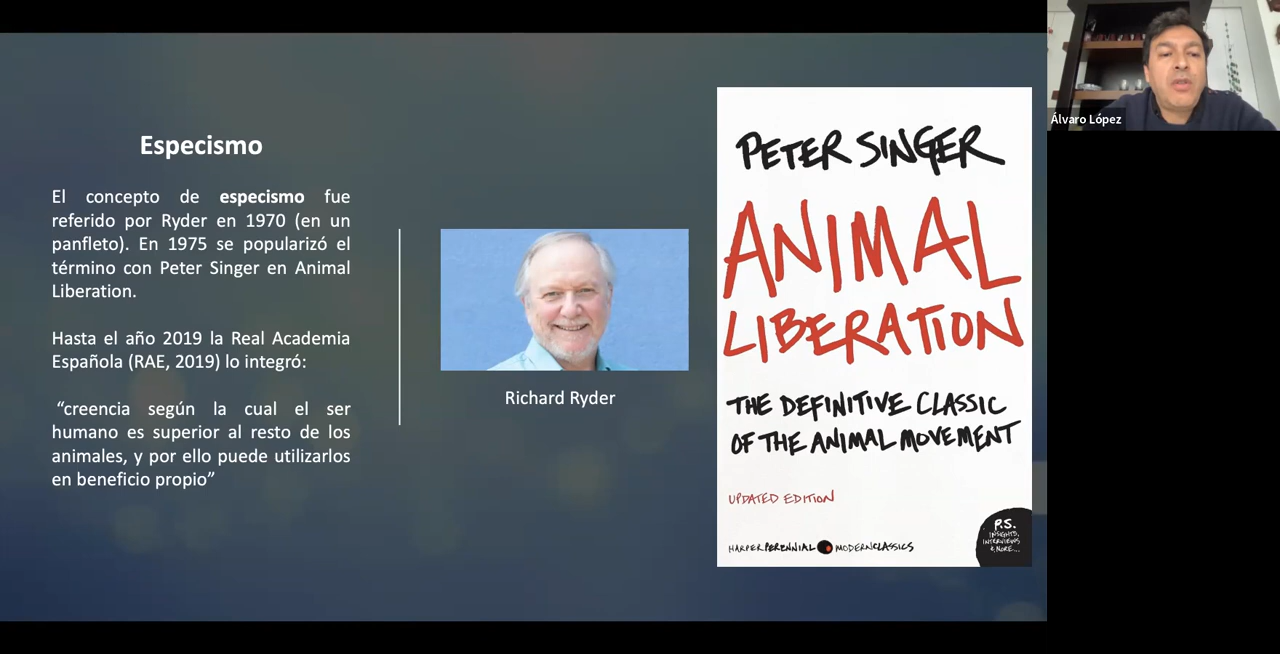 Especismo
El concepto de especismo fue
referido por Ryder en 1970 (en un
panfleto). En 1975 se popularizó el
término con Peter Singer en Animal
Liberation.
Hasta el año 2019 la Real Academia
Española (RAE, 2019) lo integró:
“creencia según la cual el ser
humano es superior al resto de los
animales, y por ello puede utilizarlos
en beneficio propio”
Richard Ryder
PETER SINGER
ANIMAL
LIBERATION
THE DEFINITIVE CLASSIC
OF THE ANIMAL MOVEMENT
UPDATED EDITION
HARPERPERENNIAL MODERNCLASSICS
P.S.
INSIGHTS,
INTERVIEWS
& MORE...
Álvaro López